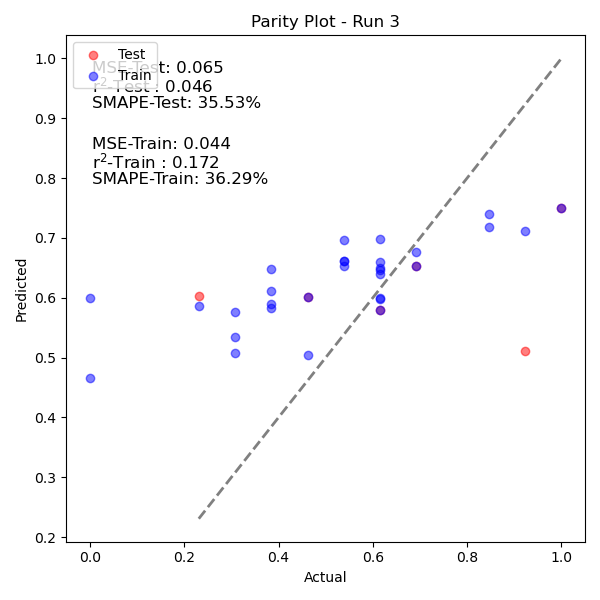 Parity Plot - Run 3
Test
Train
MSE-Test: 0.065
r²-Test : 0.046
SMAPE-Test: 35.53%
MSE-Train: 0.044
r²-Train : 0.172
SMAPE-Train: 36.29%
1.0
0.9
0.8
0.7
0.6
0.5
0.4
0.3
0.2
Predicted
0.0 0.2 0.4 0.6 0.8 1.0
Actual